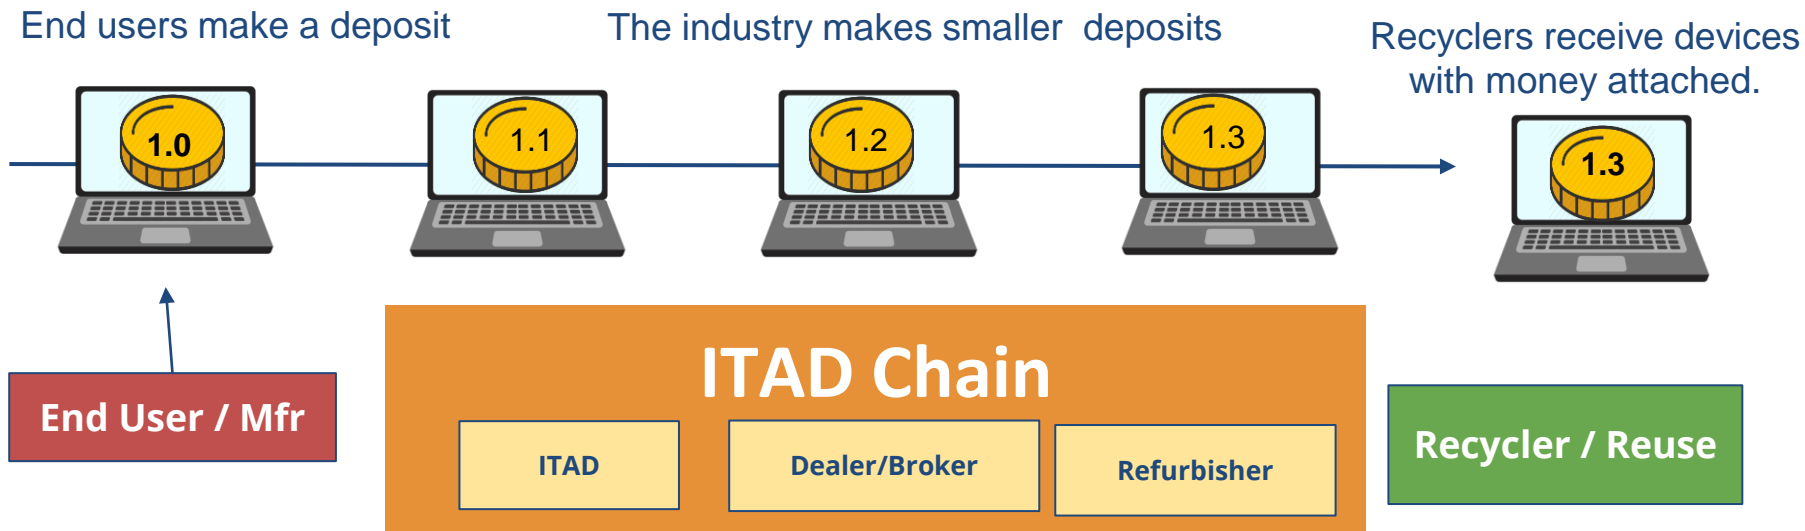 End users make a deposit
The industry makes smaller deposits
Recyclers receive devices
with money attached.
1.0
1.1
1.2
1.3
1.3
End User / Mfr
ITAD Chain
ITAD
Dealer/Broker
Refurbisher
Recycler / Reuse